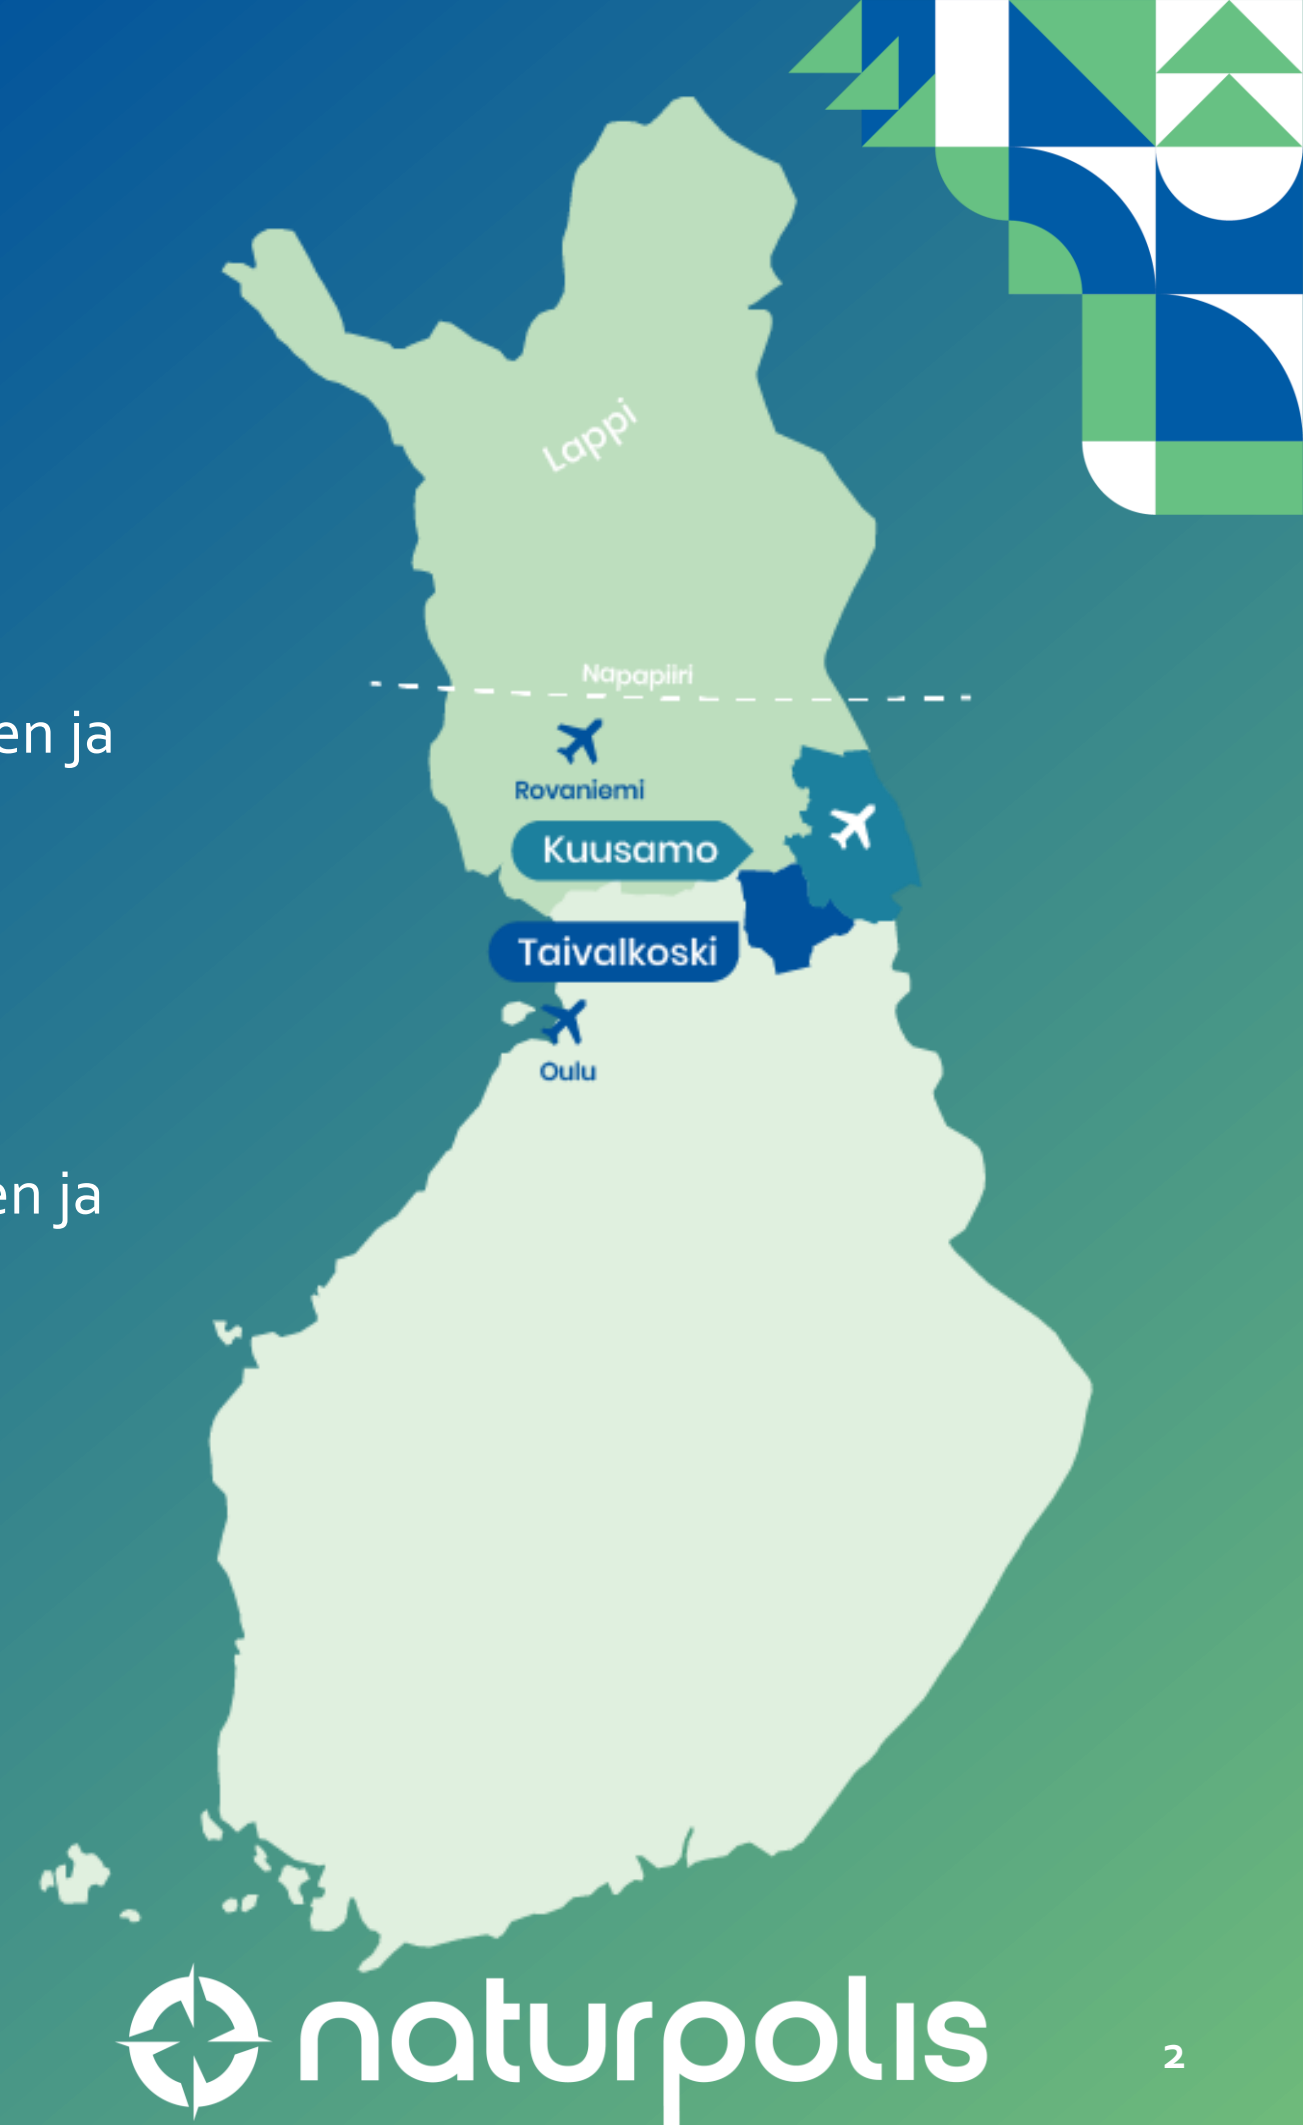 Lappi
Napapiiri
en ja
Rovaniemi
Kuusamo
Taivalkoski
Oulu
en ja
naturpolis
2